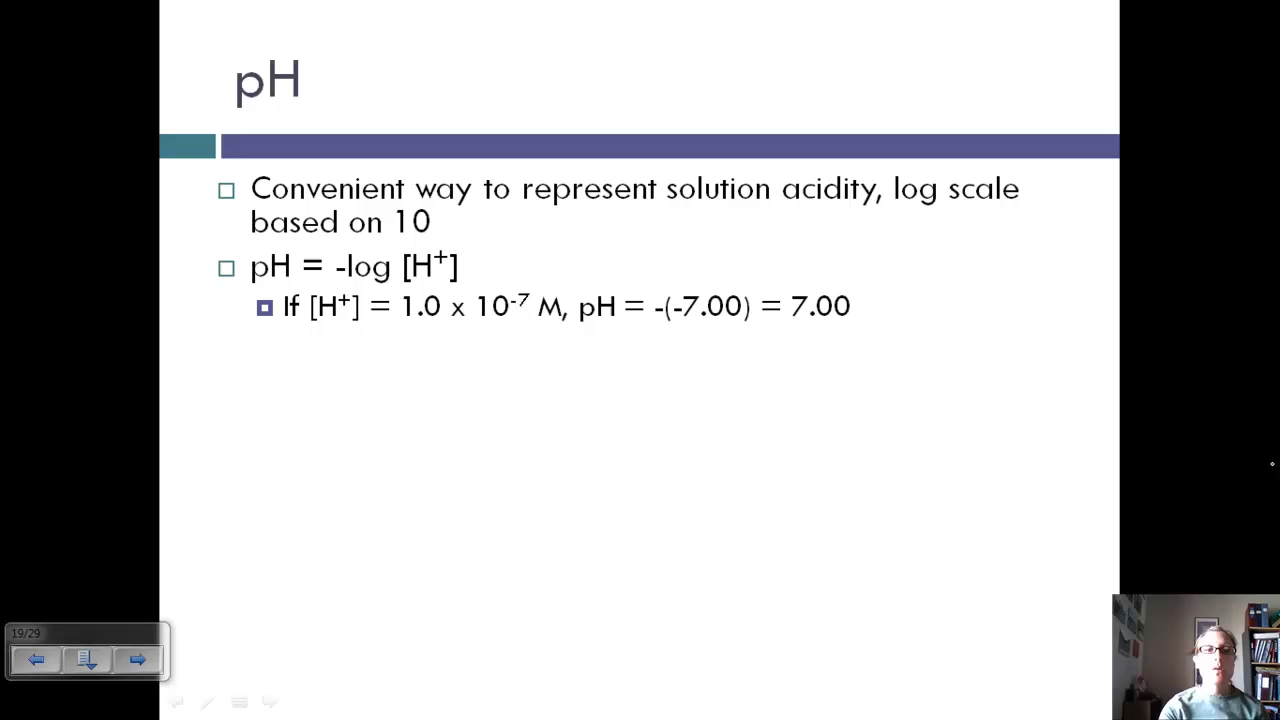 pH
Convenient way to represent solution acidity, log scale
based on 10
pH = -log [H⁺]
If [H⁺] = 1.0 x 10⁻⁷ M, pH = -(-7.00) = 7.00
19/29